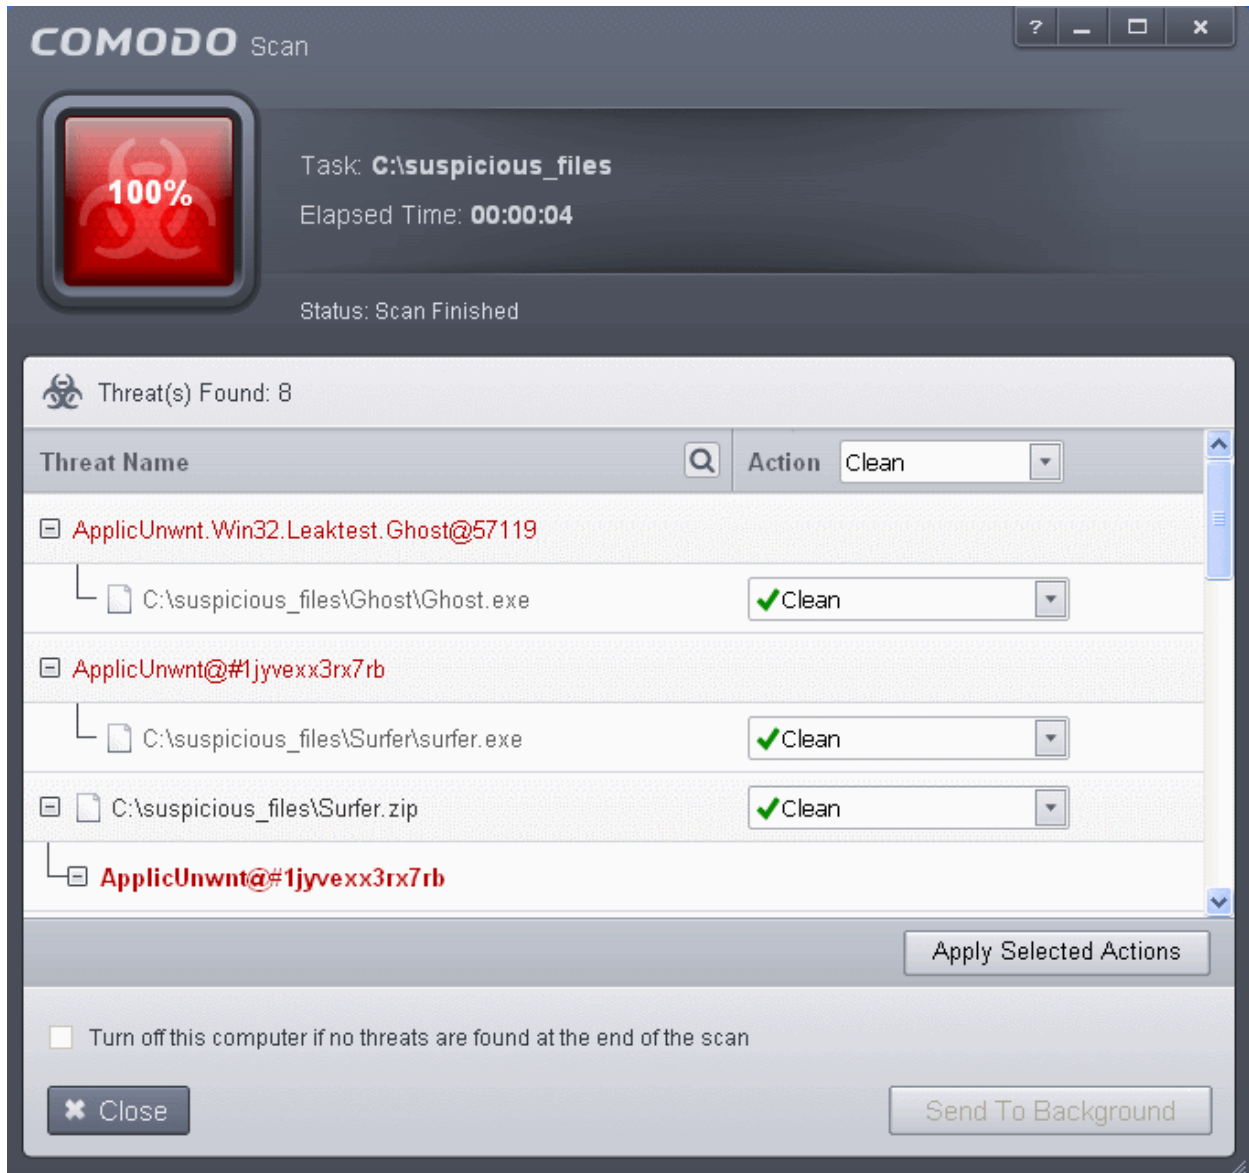 COMODO Scan
?
100%
Task: C:\suspicious_files
Elapsed Time: 00:00:04
Status: Scan Finished
Threat(s) Found: 8
Threat Name Action Clean
ApplicUnwnt.Win32.Leaktest.Ghost@57119
C:\suspicious_files\Ghost\Ghost.exe Clean
ApplicUnwnt@#1jyvexx3rx7rb
C:\suspicious_files\Surfer\surfer.exe Clean
C:\suspicious_files\Surfer.zip Clean
ApplicUnwnt@#1jyvexx3rx7rb
Apply Selected Actions
Turn off this computer if no threats are found at the end of the scan
Close Send To Background